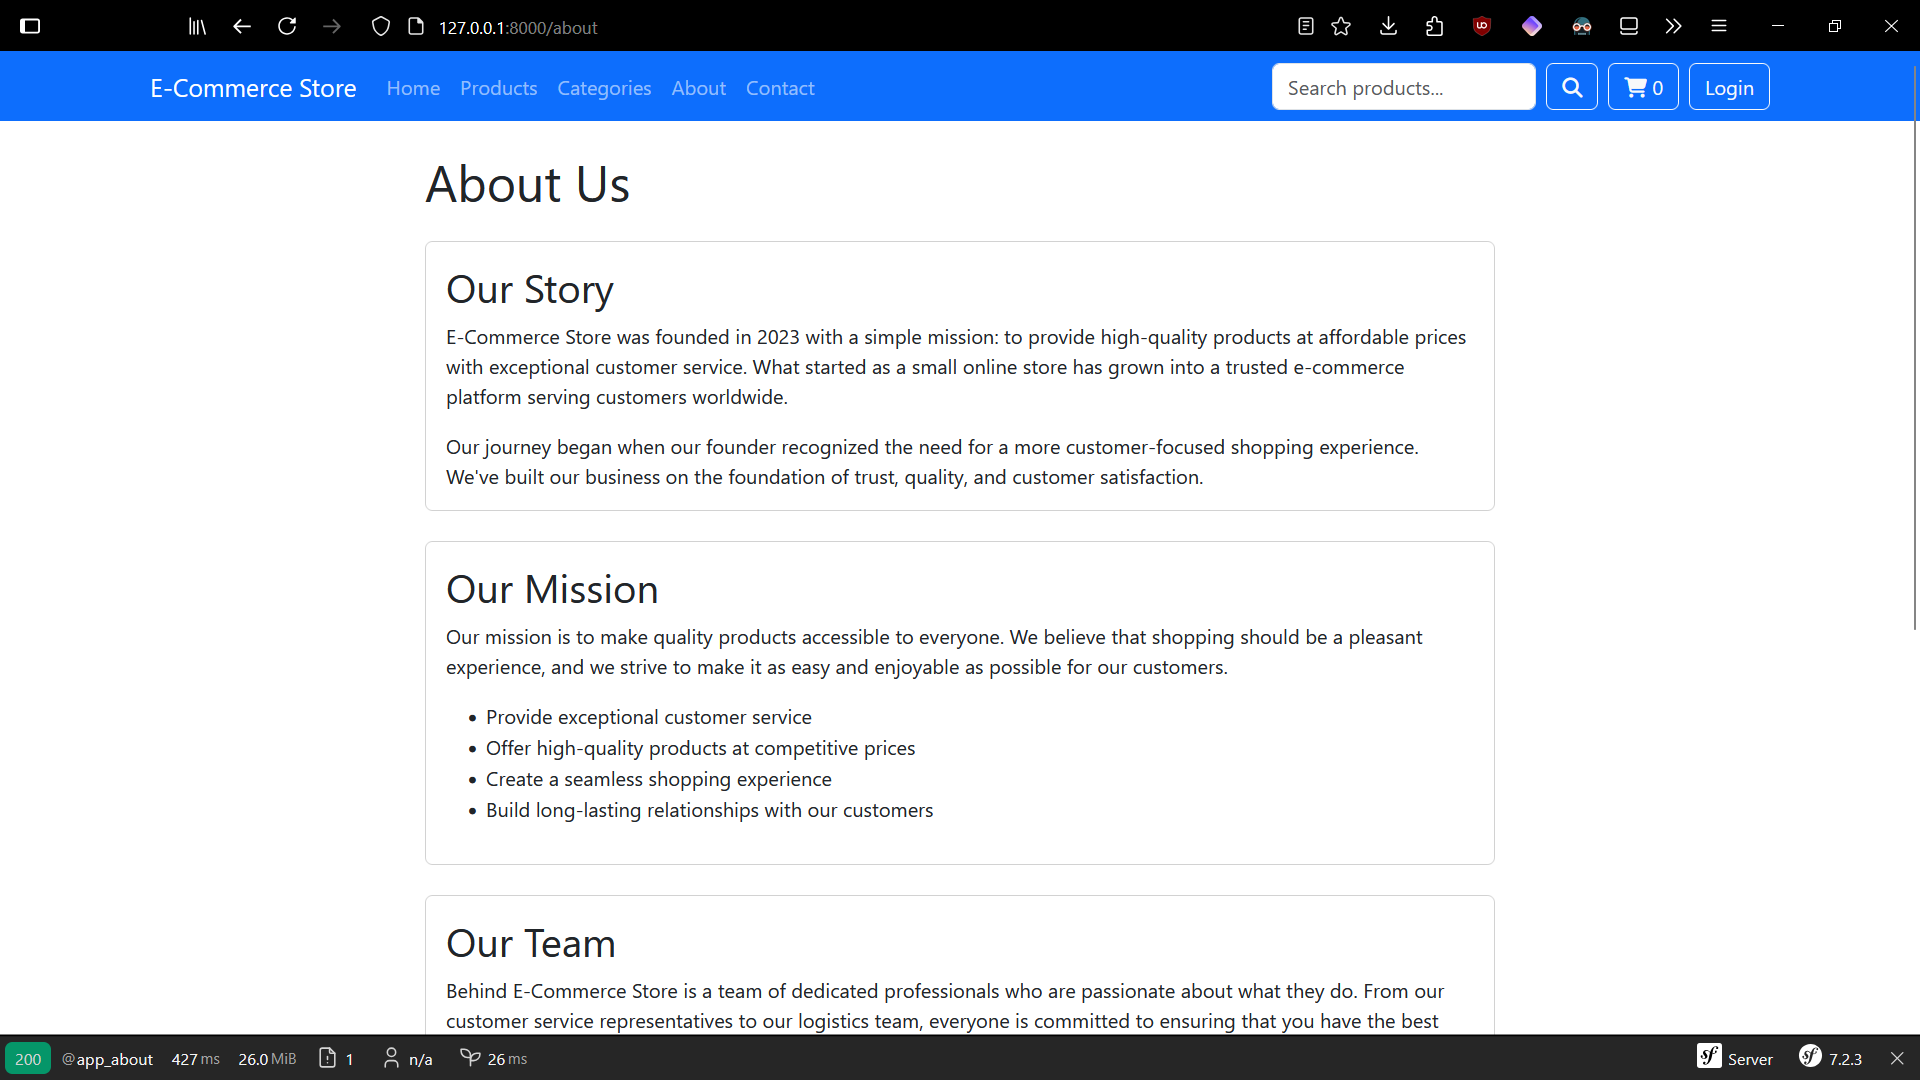 127.0.0.1:8000/about
E-Commerce Store Home Products Categories About Contact Search products... 0 Login
About Us
Our Story
E-Commerce Store was founded in 2023 with a simple mission: to provide high-quality products at affordable prices
with exceptional customer service. What started as a small online store has grown into a trusted e-commerce
platform serving customers worldwide.
Our journey began when our founder recognized the need for a more customer-focused shopping experience.
We've built our business on the foundation of trust, quality, and customer satisfaction.
Our Mission
Our mission is to make quality products accessible to everyone. We believe that shopping should be a pleasant
experience, and we strive to make it as easy and enjoyable as possible for our customers.
• Provide exceptional customer service
• Offer high-quality products at competitive prices
• Create a seamless shopping experience
• Build long-lasting relationships with our customers
Our Team
Behind E-Commerce Store is a team of dedicated professionals who are passionate about what they do. From our
customer service representatives to our logistics team, everyone is committed to ensuring that you have the best
200 @app_about 427 ms 26.0 MiB 1 n/a 26 ms sf Server sf 7.2.3